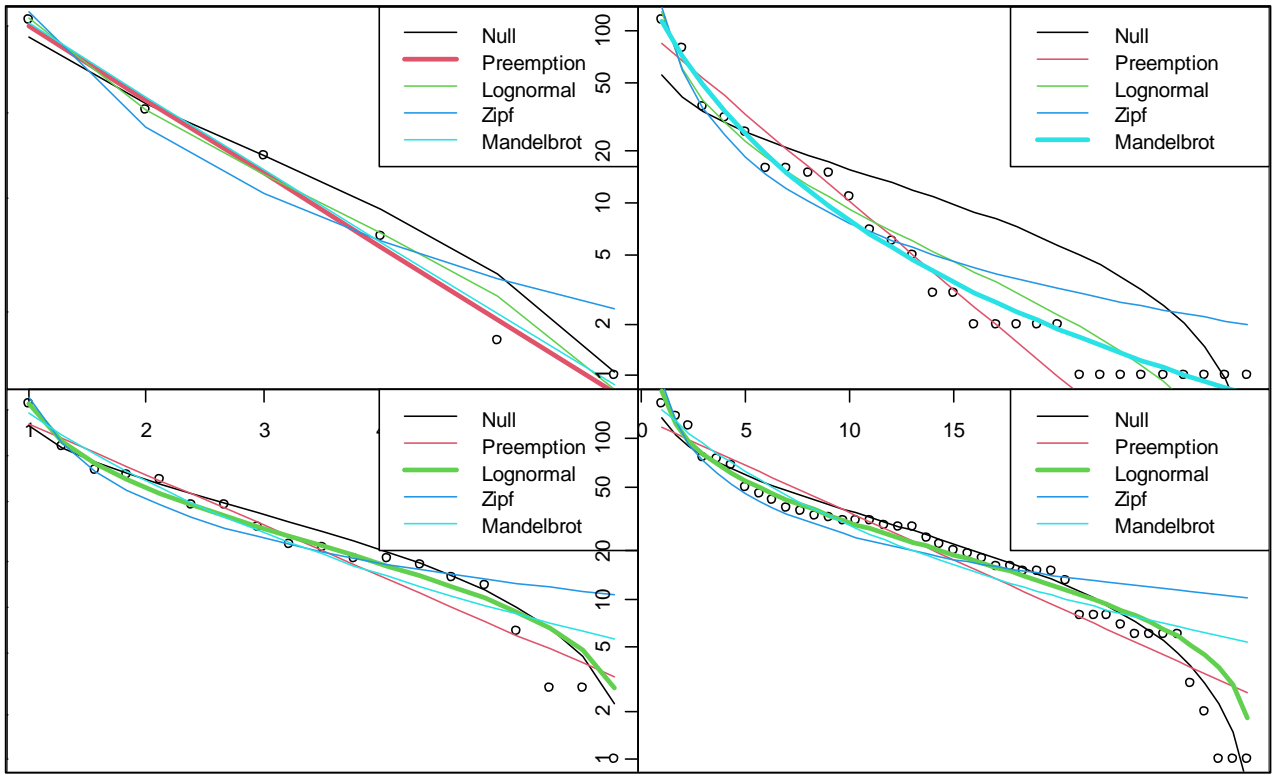 Null
Preemption
Lognormal
Zipf
Mandelbrot
100
50
20
10
5
2
1
Null
Preemption
Lognormal
Zipf
Mandelbrot
1 2 3
Null
Preemption
Lognormal
Zipf
Mandelbrot
100
50
20
10
5
2
1
0 5 10 15
Null
Preemption
Lognormal
Zipf
Mandelbrot